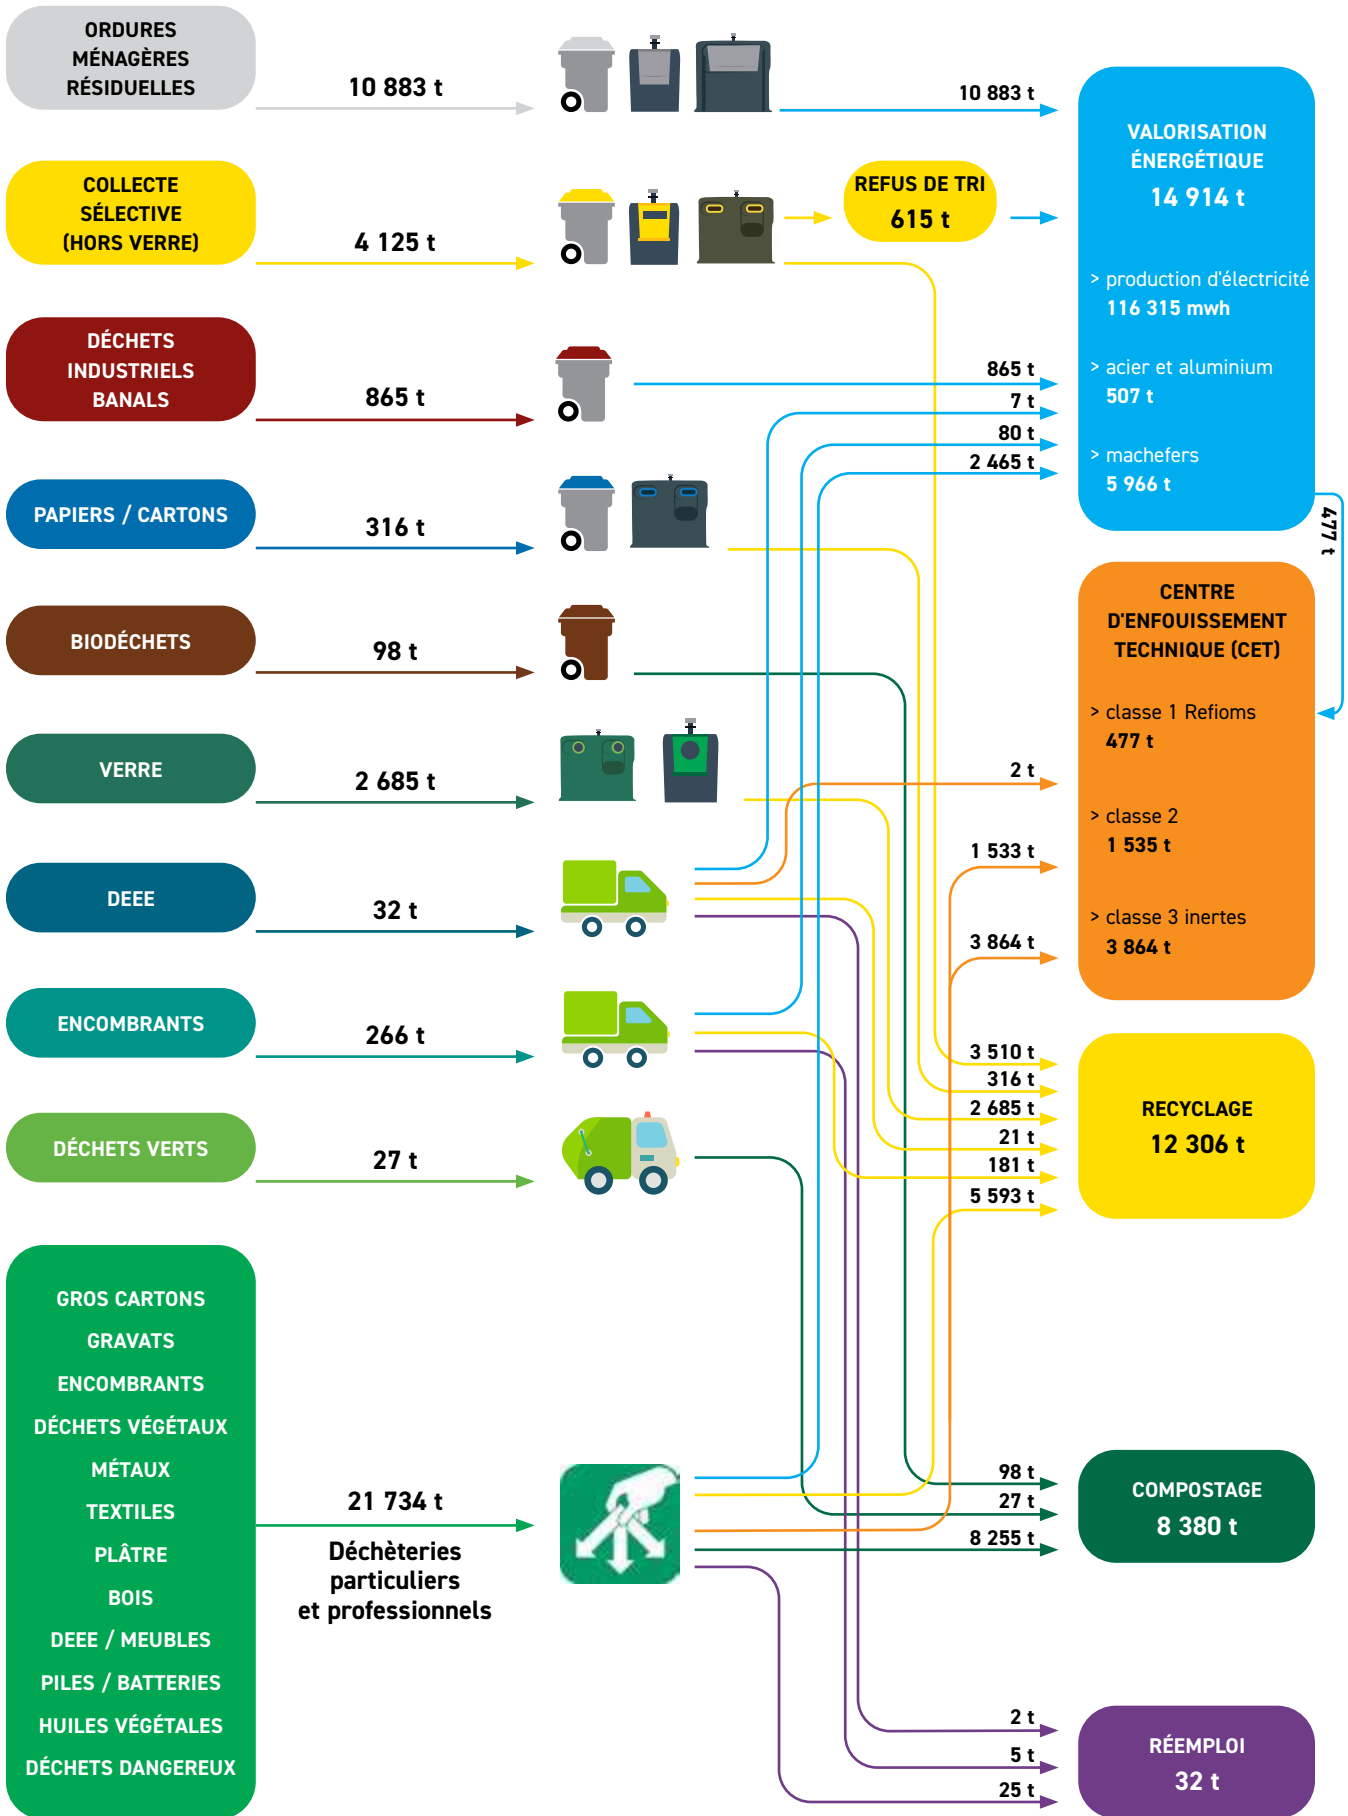 ORDURES
MÉNAGÈRES
RÉSIDUELLES
10 883 t
10 883 t
COLLECTE
SÉLECTIVE
(HORS VERRE)
4 125 t
REFUS DE TRI
615 t
DÉCHETS
INDUSTRIELS
BANALS
865 t
865 t
7 t
80 t
2 465 t
VALORISATION
ÉNERGÉTIQUE
14 914 t
> production d'électricité
116 315 mwh
> acier et aluminium
507 t
> machefers
5 966 t
477 t
PAPIERS / CARTONS
316 t
BIODÉCHETS
98 t
VERRE
2 685 t
DEEE
32 t
ENCOMBRANTS
266 t
DÉCHETS VERTS
27 t
2 t
1 533 t
3 864 t
CENTRE
D'ENFOUISSEMENT
TECHNIQUE (CET)
> classe 1 Refioms
477 t
> classe 2
1 535 t
> classe 3 inertes
3 864 t
3 510 t
316 t
2 685 t
21 t
181 t
5 593 t
RECYCLAGE
12 306 t
GROS CARTONS
GRAVATS
ENCOMBRANTS
DÉCHETS VÉGÉTAUX
MÉTAUX
TEXTILES
PLÂTRE
BOIS
DEEE / MEUBLES
PILES / BATTERIES
HUILES VÉGÉTALES
DÉCHETS DANGEREUX
21 734 t
Déchèteries
particuliers
et professionnels
98 t
27 t
8 255 t
COMPOSTAGE
8 380 t
2 t
5 t
25 t
RÉEMPLOI
32 t